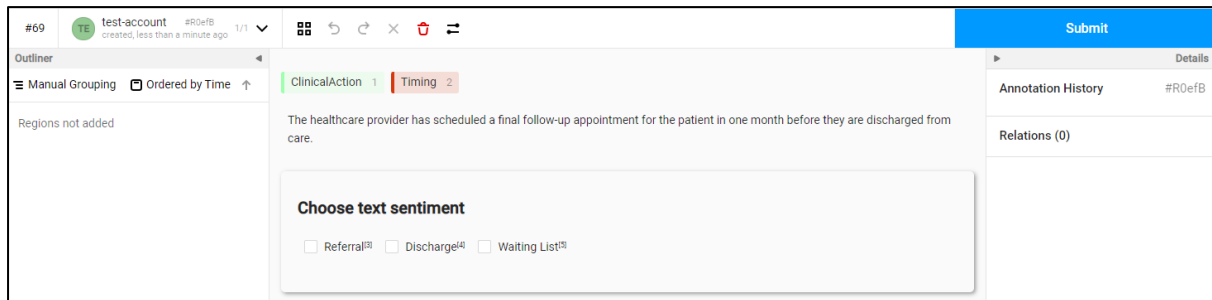 #69
TE
test-account #R0efB
created, less than a minute ago
1/1
Submit
Outliner
Details
Manual Grouping
Ordered by Time
Regions not added
ClinicalAction 1
Timing 2
The healthcare provider has scheduled a final follow-up appointment for the patient in one month before they are discharged from
care.
Choose text sentiment
Referral[3]
Discharge[4]
Waiting List[5]
Annotation History
#R0efB
Relations (0)